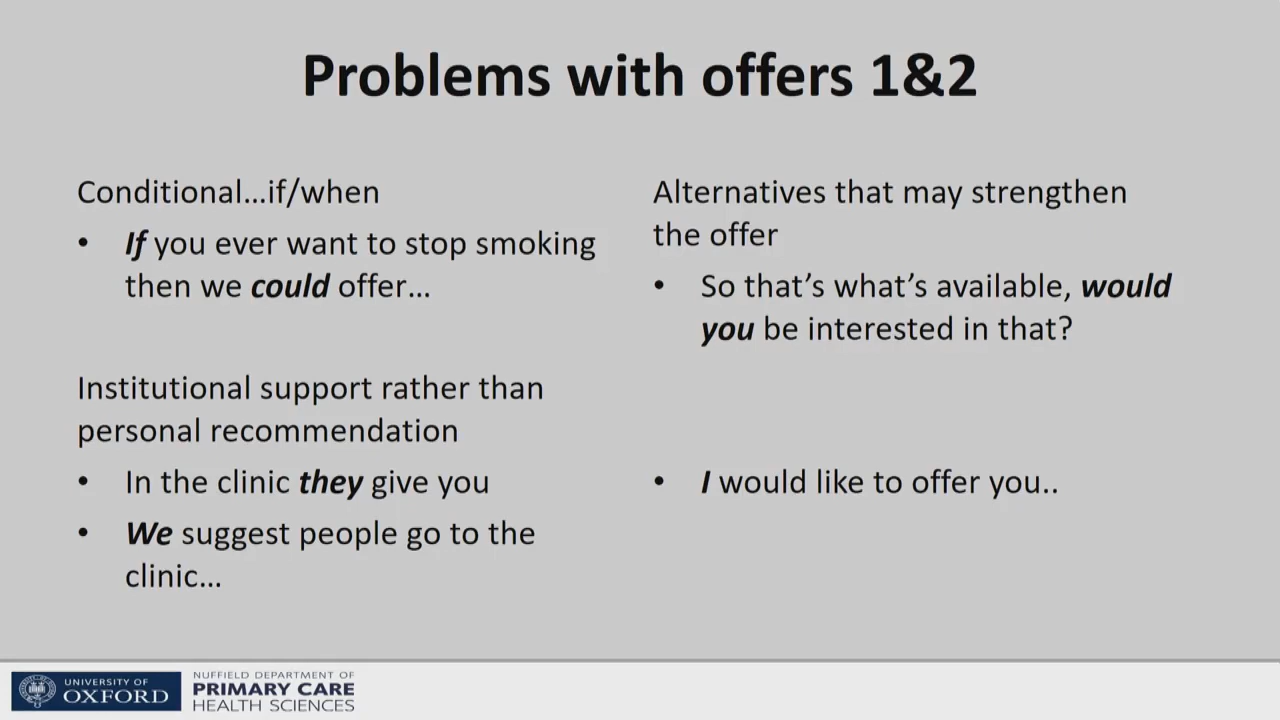 Problems with offers 1&2
Conditional…if/when
• If you ever want to stop smoking
then we could offer…
Institutional support rather than
personal recommendation
• In the clinic they give you
• We suggest people go to the
clinic…
Alternatives that may strengthen
the offer
• So that’s what’s available, would
you be interested in that?
• I would like to offer you..
UNIVERSITY OF
OXFORD
NUFFIELD DEPARTMENT OF
PRIMARY CARE
HEALTH SCIENCES